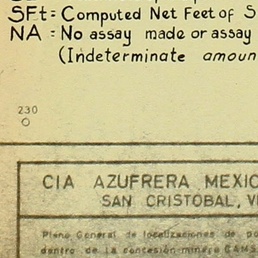 SFt = Computed Net Feet of S
NA : No assay made or assay
(Indeterminate amoun
230
CIA AZUFRERA MEXIC
SAN CRISTOBAL, V
Plano General de localizaciones de po
dentro de la concesión minera